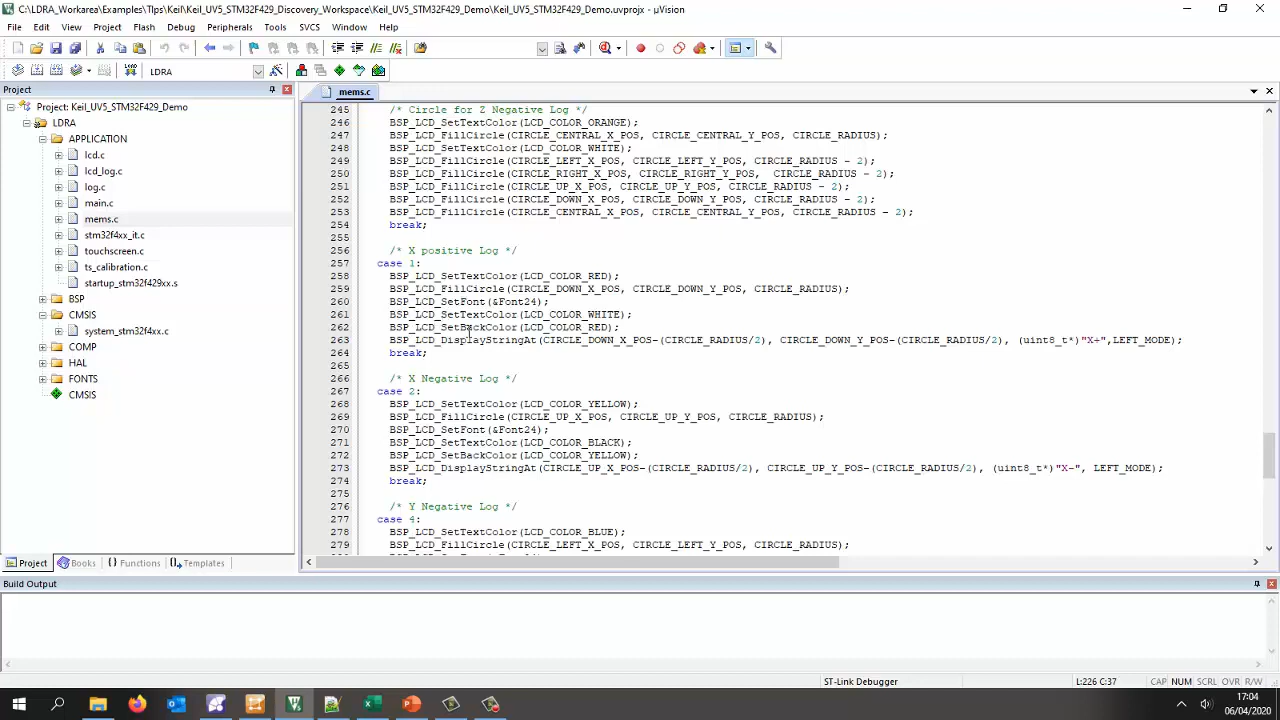 C:\LDRA_Workarea\Examples\TIps\Keil\Keil_UV5_STM32F429_Discovery_Workspace\Keil_UV5_STM32F429_Demo\Keil_UV5_STM32F429_Demo.uvprojx - µVision
File Edit View Project Flash Debug Peripherals Tools SVCS Window Help
LDRA
Project
mems.c
Project: Keil_UV5_STM32F429_Demo
LDRA
APPLICATION
lcd.c
lcd_log.c
log.c
main.c
mems.c
stm32f4xx_it.c
touchscreen.c
ts_calibration.c
startup_stm32f429xx.s
BSP
CMSIS
system_stm32f4xx.c
COMP
HAL
FONTS
CMSIS
245 /* Circle for Z Negative Log */
246 BSP_LCD_SetTextColor(LCD_COLOR_ORANGE);
247 BSP_LCD_FillCircle(CIRCLE_CENTRAL_X_POS, CIRCLE_CENTRAL_Y_POS, CIRCLE_RADIUS);
248 BSP_LCD_SetTextColor(LCD_COLOR_WHITE);
249 BSP_LCD_FillCircle(CIRCLE_LEFT_X_POS, CIRCLE_LEFT_Y_POS, CIRCLE_RADIUS - 2);
250 BSP_LCD_FillCircle(CIRCLE_RIGHT_X_POS, CIRCLE_RIGHT_Y_POS,  CIRCLE_RADIUS - 2);
251 BSP_LCD_FillCircle(CIRCLE_UP_X_POS, CIRCLE_UP_Y_POS, CIRCLE_RADIUS - 2);
252 BSP_LCD_FillCircle(CIRCLE_DOWN_X_POS, CIRCLE_DOWN_Y_POS, CIRCLE_RADIUS - 2);
253 BSP_LCD_FillCircle(CIRCLE_CENTRAL_X_POS, CIRCLE_CENTRAL_Y_POS, CIRCLE_RADIUS - 2);
254 break;
255
256 /* X positive Log */
257 case 1:
258 BSP_LCD_SetTextColor(LCD_COLOR_RED);
259 BSP_LCD_FillCircle(CIRCLE_DOWN_X_POS, CIRCLE_DOWN_Y_POS, CIRCLE_RADIUS);
260 BSP_LCD_SetFont(&Font24);
261 BSP_LCD_SetTextColor(LCD_COLOR_WHITE);
262 BSP_LCD_SetBackColor(LCD_COLOR_RED);
263 BSP_LCD_DisplayStringAt(CIRCLE_DOWN_X_POS-(CIRCLE_RADIUS/2), CIRCLE_DOWN_Y_POS-(CIRCLE_RADIUS/2), (uint8_t*)"X+",LEFT_MODE);
264 break;
265
266 /* X Negative Log */
267 case 2:
268 BSP_LCD_SetTextColor(LCD_COLOR_YELLOW);
269 BSP_LCD_FillCircle(CIRCLE_UP_X_POS, CIRCLE_UP_Y_POS, CIRCLE_RADIUS);
270 BSP_LCD_SetFont(&Font24);
271 BSP_LCD_SetTextColor(LCD_COLOR_BLACK);
272 BSP_LCD_SetBackColor(LCD_COLOR_YELLOW);
273 BSP_LCD_DisplayStringAt(CIRCLE_UP_X_POS-(CIRCLE_RADIUS/2), CIRCLE_UP_Y_POS-(CIRCLE_RADIUS/2), (uint8_t*)"X-", LEFT_MODE);
274 break;
275
276 /* Y Negative Log */
277 case 4:
278 BSP_LCD_SetTextColor(LCD_COLOR_BLUE);
279 BSP_LCD_FillCircle(CIRCLE_LEFT_X_POS, CIRCLE_LEFT_Y_POS, CIRCLE_RADIUS);
Project Books Functions Templates
Build Output
ST-Link Debugger L:226 C:37 CAP NUM SCRL OVR R/W
17:04
06/04/2020